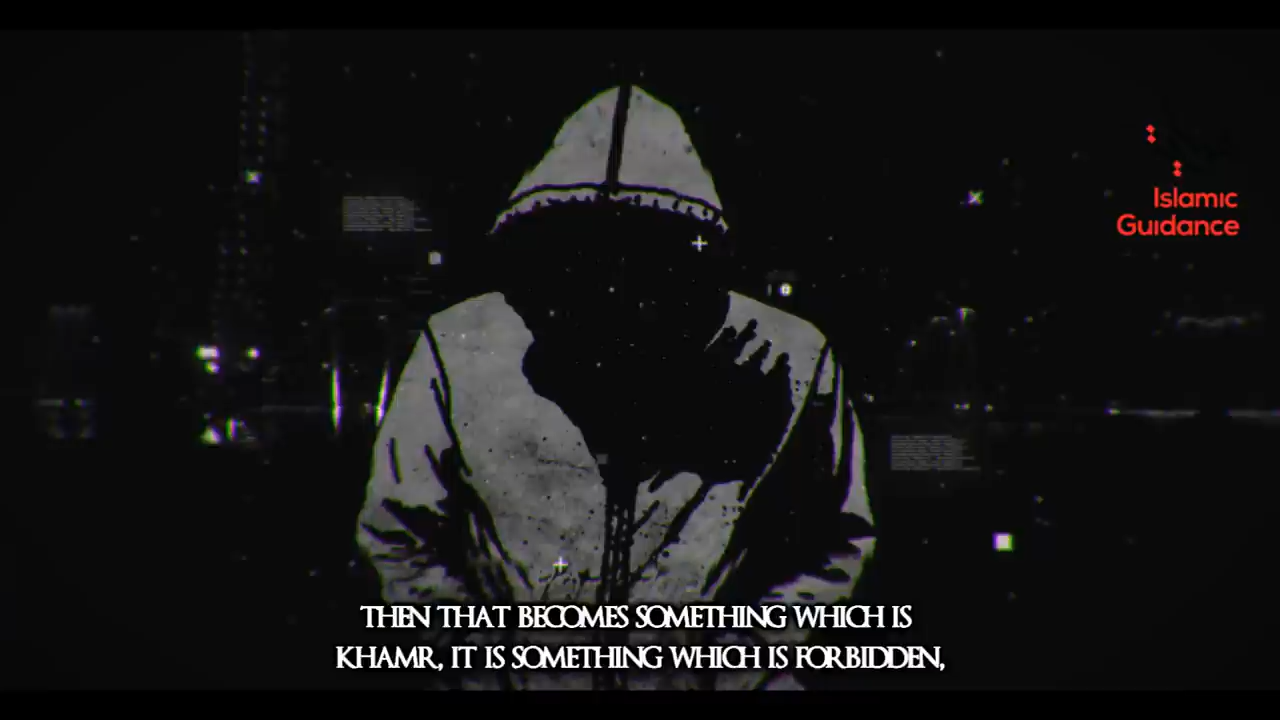 Islamic
Guidance
THEN THAT BECOMES SOMETHING WHICH IS
KHAMR, IT IS SOMETHING WHICH IS FORBIDDEN,